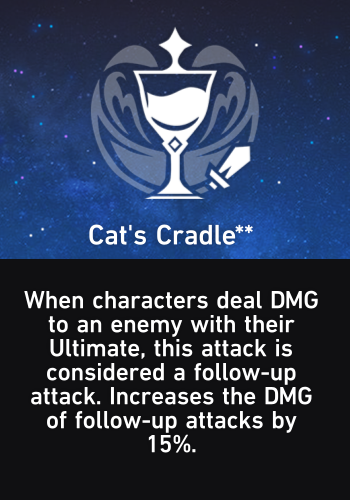 Cat's Cradle**
When characters deal DMG
to an enemy with their
Ultimate, this attack is
considered a follow-up
attack. Increases the DMG
of follow-up attacks by
15%.